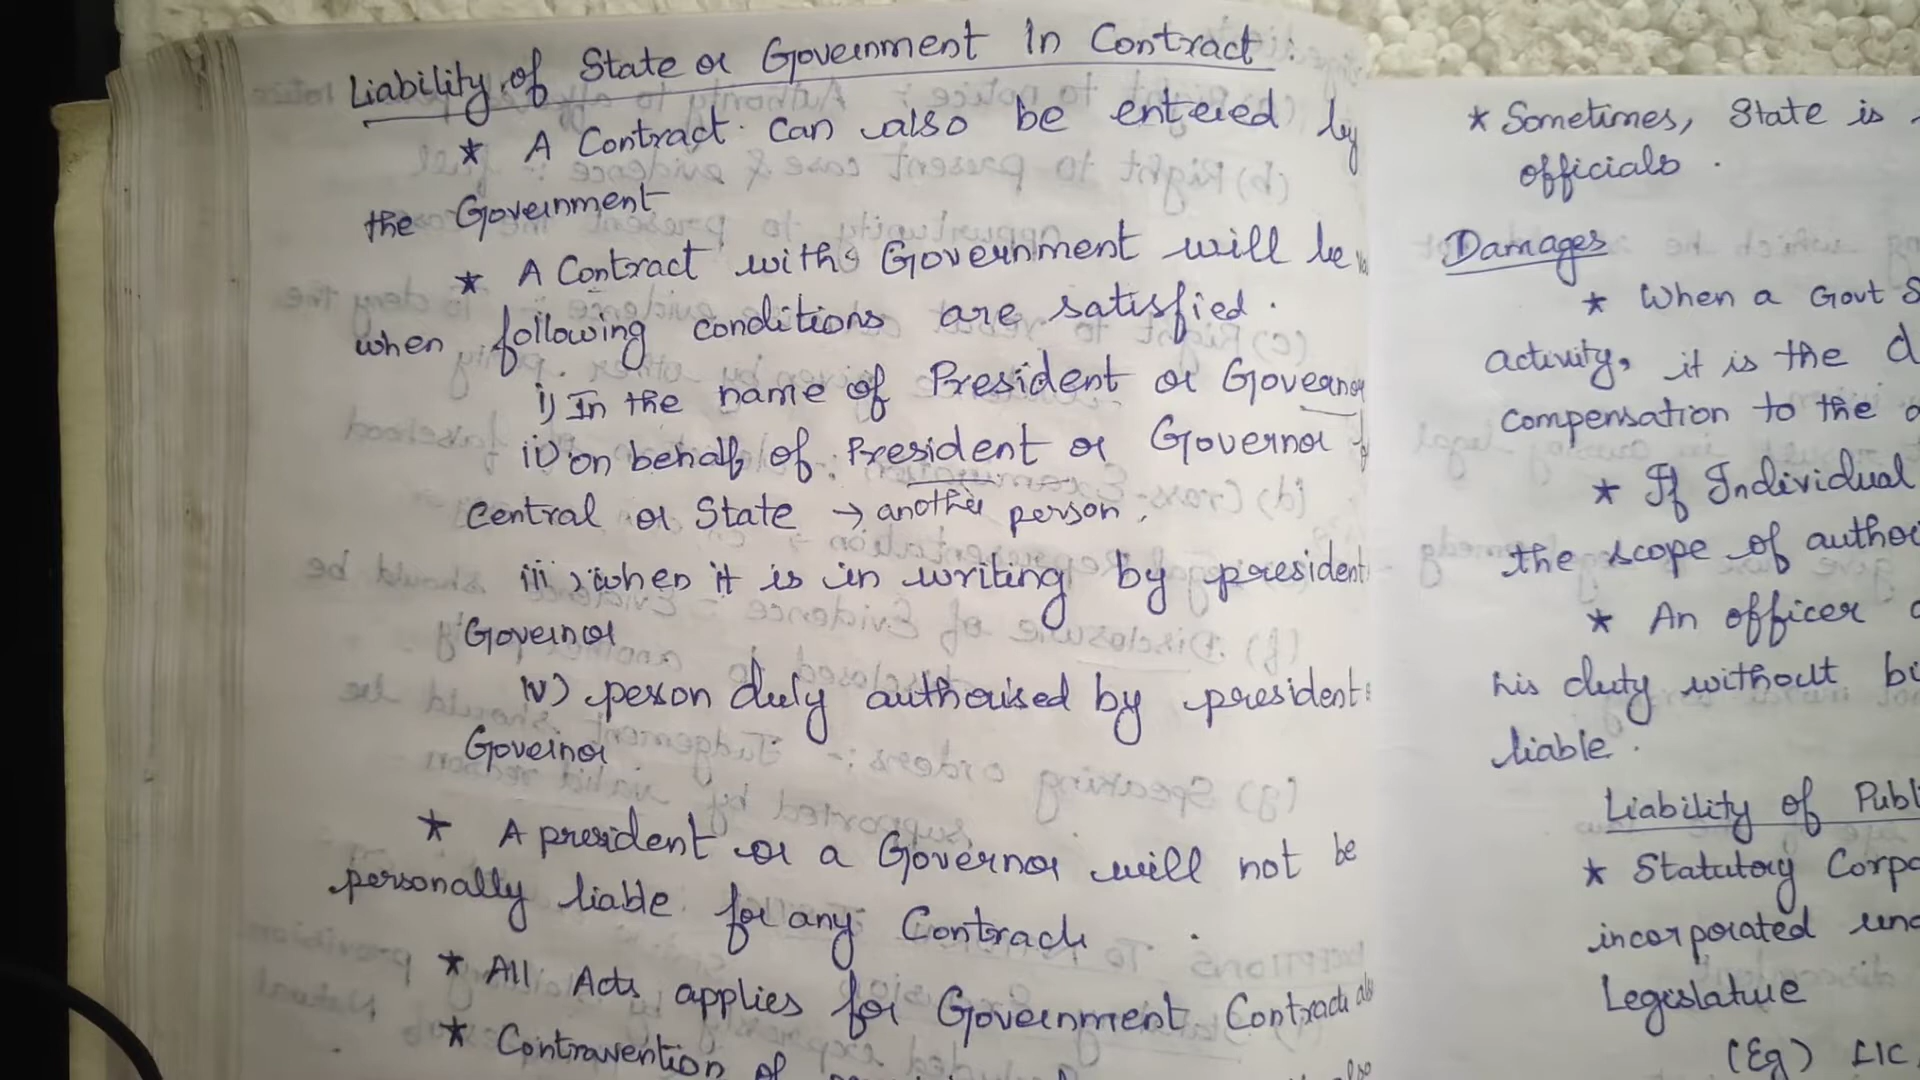 Liability of State or Government In Contract:
* A Contract can also be entered by
the Government
* A Contract with Government will be
when following conditions are satisfied.
i) In the name of President or Governor
ii) on behalf of President or Governor
central or State → another person.
iii) when it is in writing by president
Governor
iv) person duly authorised by president
Governor
* A president or a Governor will not be
personally liable for any Contract
* All Acts applies for Government Contract also
* Contravention of
* Sometimes, State is
officials.
Damages
* When a Govt S
activity, it is the d
compensation to the
* If Individual
the scope of autho
* An officer
his duty without
liable.
Liability of Publ
* Statutory Corpo
incorporated und
Legislature
(Eg) LIC,